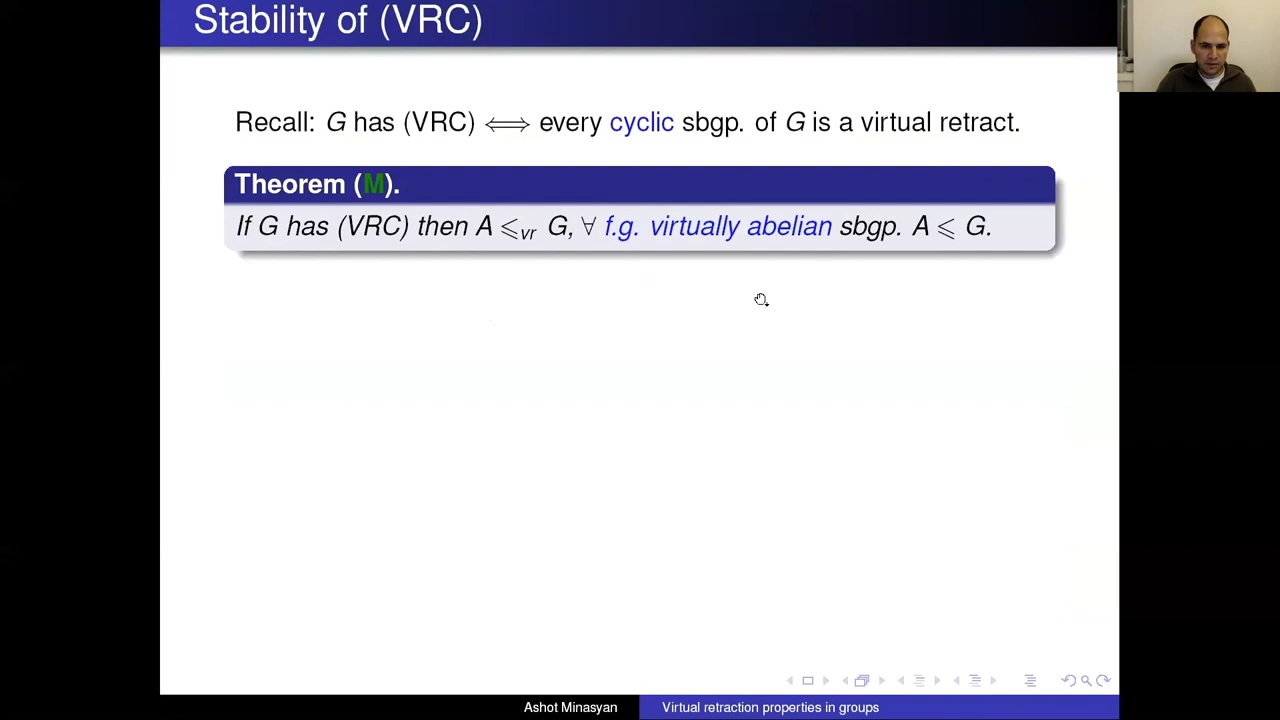 Stability of (VRC)
Recall: G has (VRC) ⟺ every cyclic sbgp. of G is a virtual retract.
Theorem (M).
If G has (VRC) then A ⩽vr G, ∀ f.g. virtually abelian sbgp. A ⩽ G.
Ashot Minasyan
Virtual retraction properties in groups